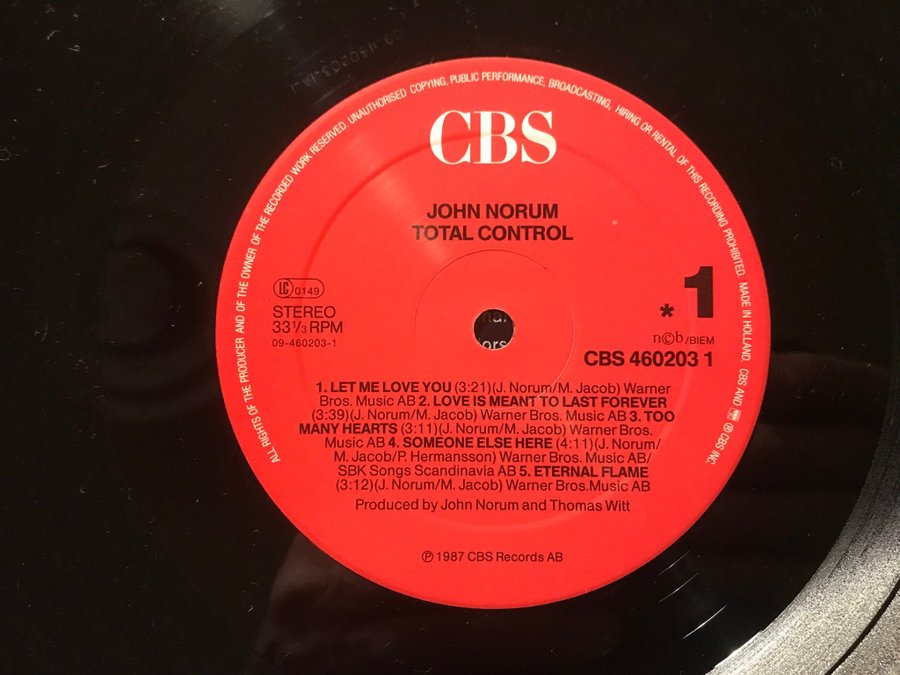 ALL RIGHTS OF THE PRODUCER AND OF THE OWNER OF THE RECORDED WORK RESERVED. UNAUTHORISED COPYING, PUBLIC PERFORMANCE, BROADCASTING, HIRING OR RENTAL OF THIS RECORDING PROHIBITED. MADE IN HOLLAND. CBS AND ℗ CBS INC.
CBS
JOHN NORUM
TOTAL CONTROL
LC 0149
STEREO
33 1/3 RPM
09-460203-1
* 1
n©b/BIEM
CBS 460203 1
1. LET ME LOVE YOU (3:21)(J. Norum/M. Jacob) Warner
Bros. Music AB 2. LOVE IS MEANT TO LAST FOREVER
(3:39)(J. Norum/M. Jacob) Warner Bros. Music AB 3. TOO
MANY HEARTS (3:11)(J. Norum/M. Jacob) Warner Bros.
Music AB 4. SOMEONE ELSE HERE (4:11)(J. Norum/
M. Jacob/P. Hermansson) Warner Bros. Music AB/
SBK Songs Scandinavia AB 5. ETERNAL FLAME
(3:12)(J. Norum/M. Jacob) Warner Bros.Music AB
Produced by John Norum and Thomas Witt
℗ 1987 CBS Records AB